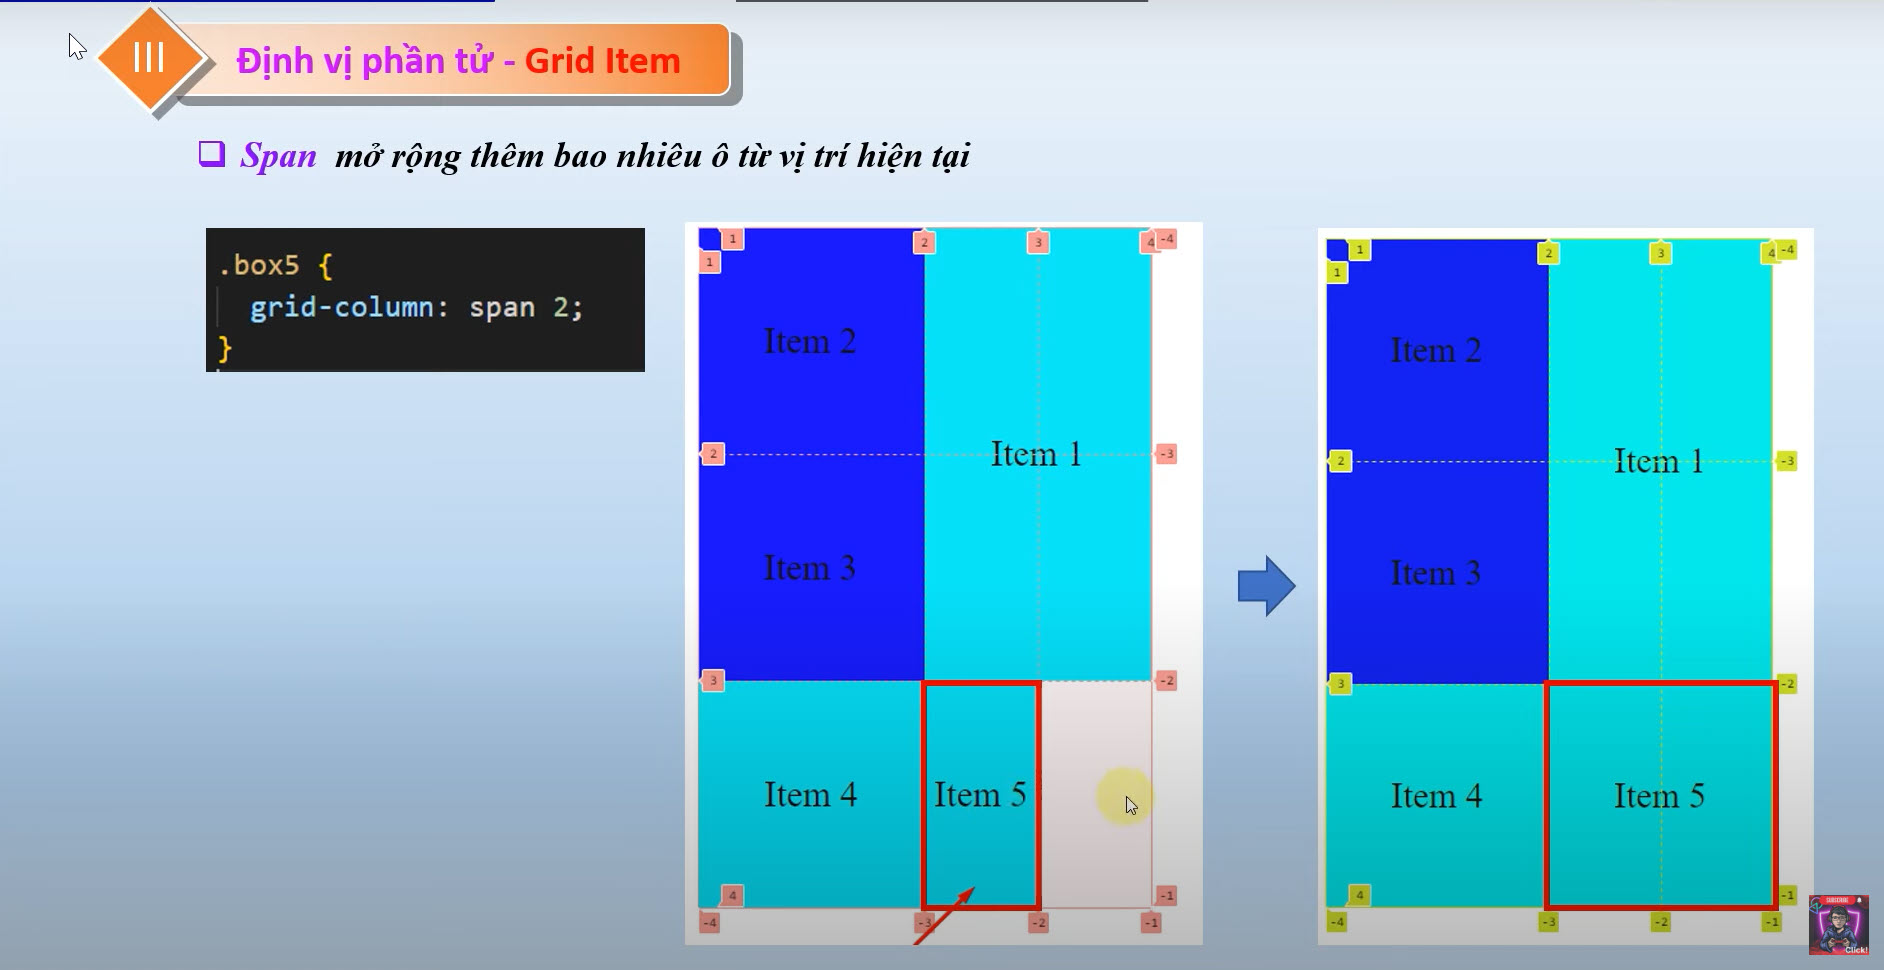 III
Định vị phần tử - Grid Item
Span mở rộng thêm bao nhiêu ô từ vị trí hiện tại
.box5 {
grid-column: span 2;
}
1 2 3 4 -4
1
Item 2
Item 1
2 -3
Item 3
3 -2
Item 4 Item 5
4 -1
-4 -3 -2 -1
1 2 3 4 -4
1
Item 2
Item 1
2 -3
Item 3
3 -2
Item 4 Item 5
4 -1
-4 -3 -2 -1
SUBSCRIBE
Click!